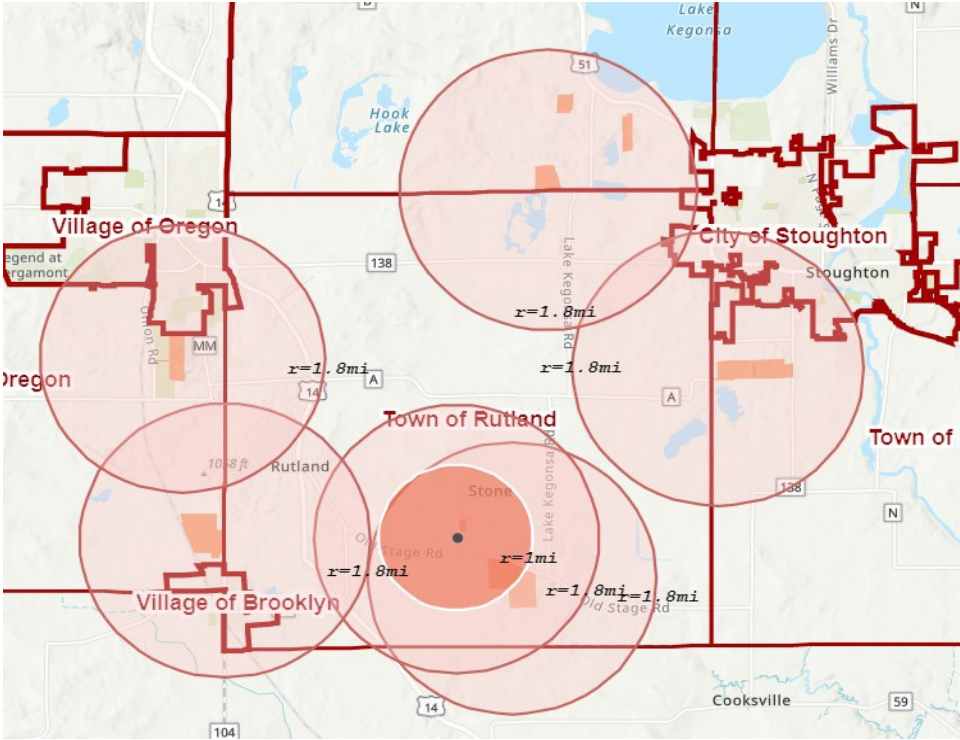 Lake
Kegonsa
N
51
Williams Dr
Hook
Lake
14
Village of Oregon
City of Stoughton
egend at
ergamont
138
Stoughton
Lake Kegonsa Rd
r=1.8mi
Union Rd
MM
r=1.8mi
r=1.8mi
Oregon
A
14
A
Town of Rutland
Town of
1058 ft
Rutland
138
Stone
Lake Kegonsa Rd
N
Old Stage Rd
r=1mi
r=1.8mi
r=1.8mi
r=1.8mi
Village of Brooklyn
Old Stage Rd
Cooksville
59
14
104